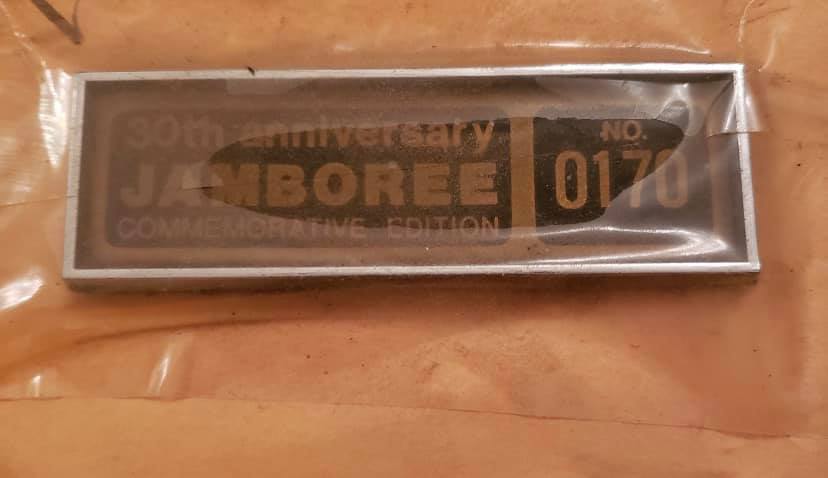 30th anniversary
JAMBOREE
COMMEMORATIVE EDITION
NO.
0170